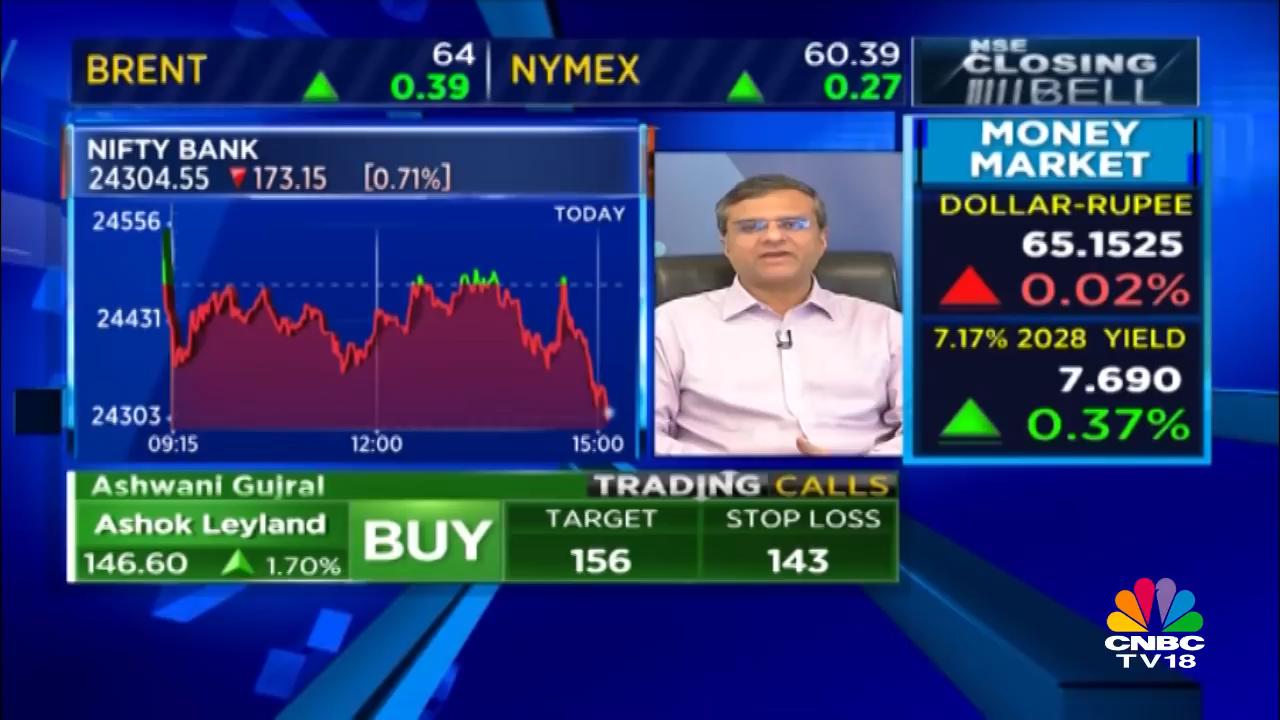 BRENT
64
0.39
NYMEX
60.39
0.27
NSE
CLOSING
BELL
NIFTY BANK
24304.55 173.15 [0.71%]
TODAY
24556
24431
24303
09:15 12:00 15:00
MONEY
MARKET
DOLLAR-RUPEE
65.1525
0.02%
7.17% 2028 YIELD
7.690
0.37%
Ashwani Gujral
TRADING CALLS
Ashok Leyland
146.60 1.70%
BUY
TARGET
156
STOP LOSS
143
CNBC
TV18